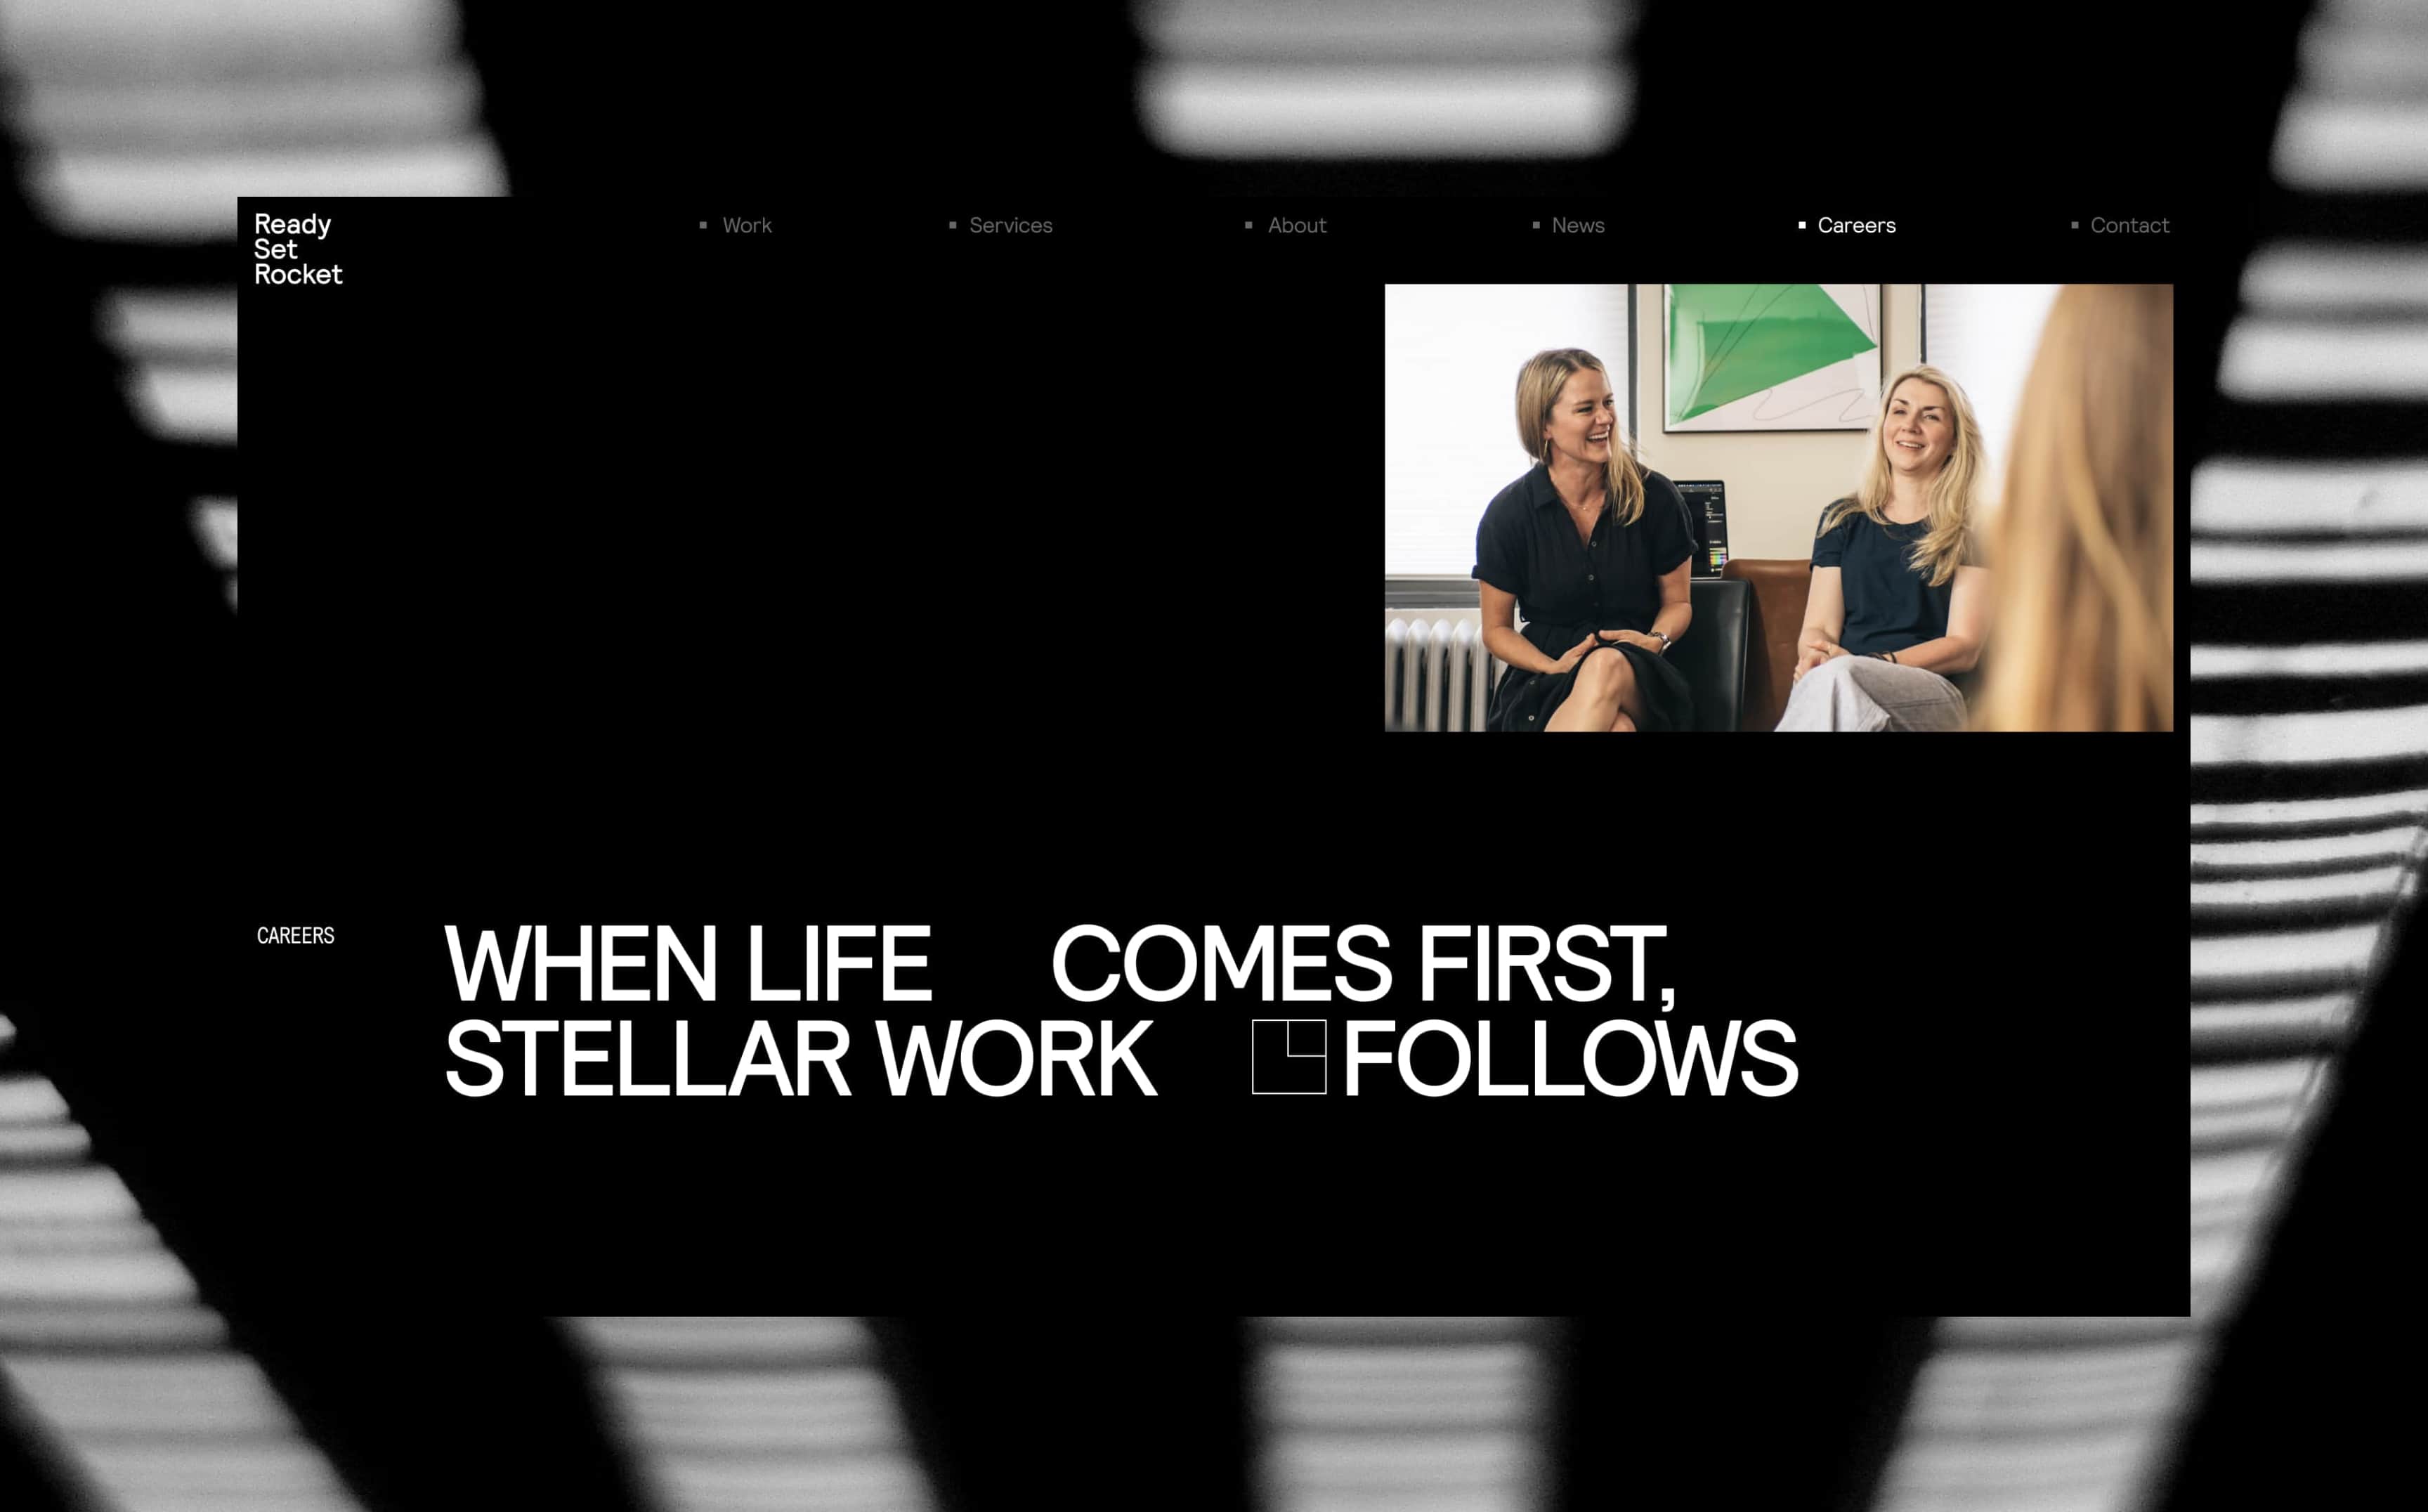 Ready
Set
Rocket
Work
Services
About
News
Careers
Contact
CAREERS
WHEN LIFE COMES FIRST,
STELLAR WORK FOLLOWS